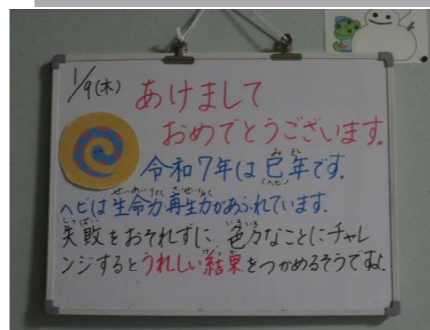 1/9(木) あけまして
おめでとうございます。
令和7年は巳年です。
(ヘビ)
ヘビは生命力再生力があふれています。
失敗をおそれずに、色々なことにチャレ
ンジするとうれしい結果をつかめるそうですよ。